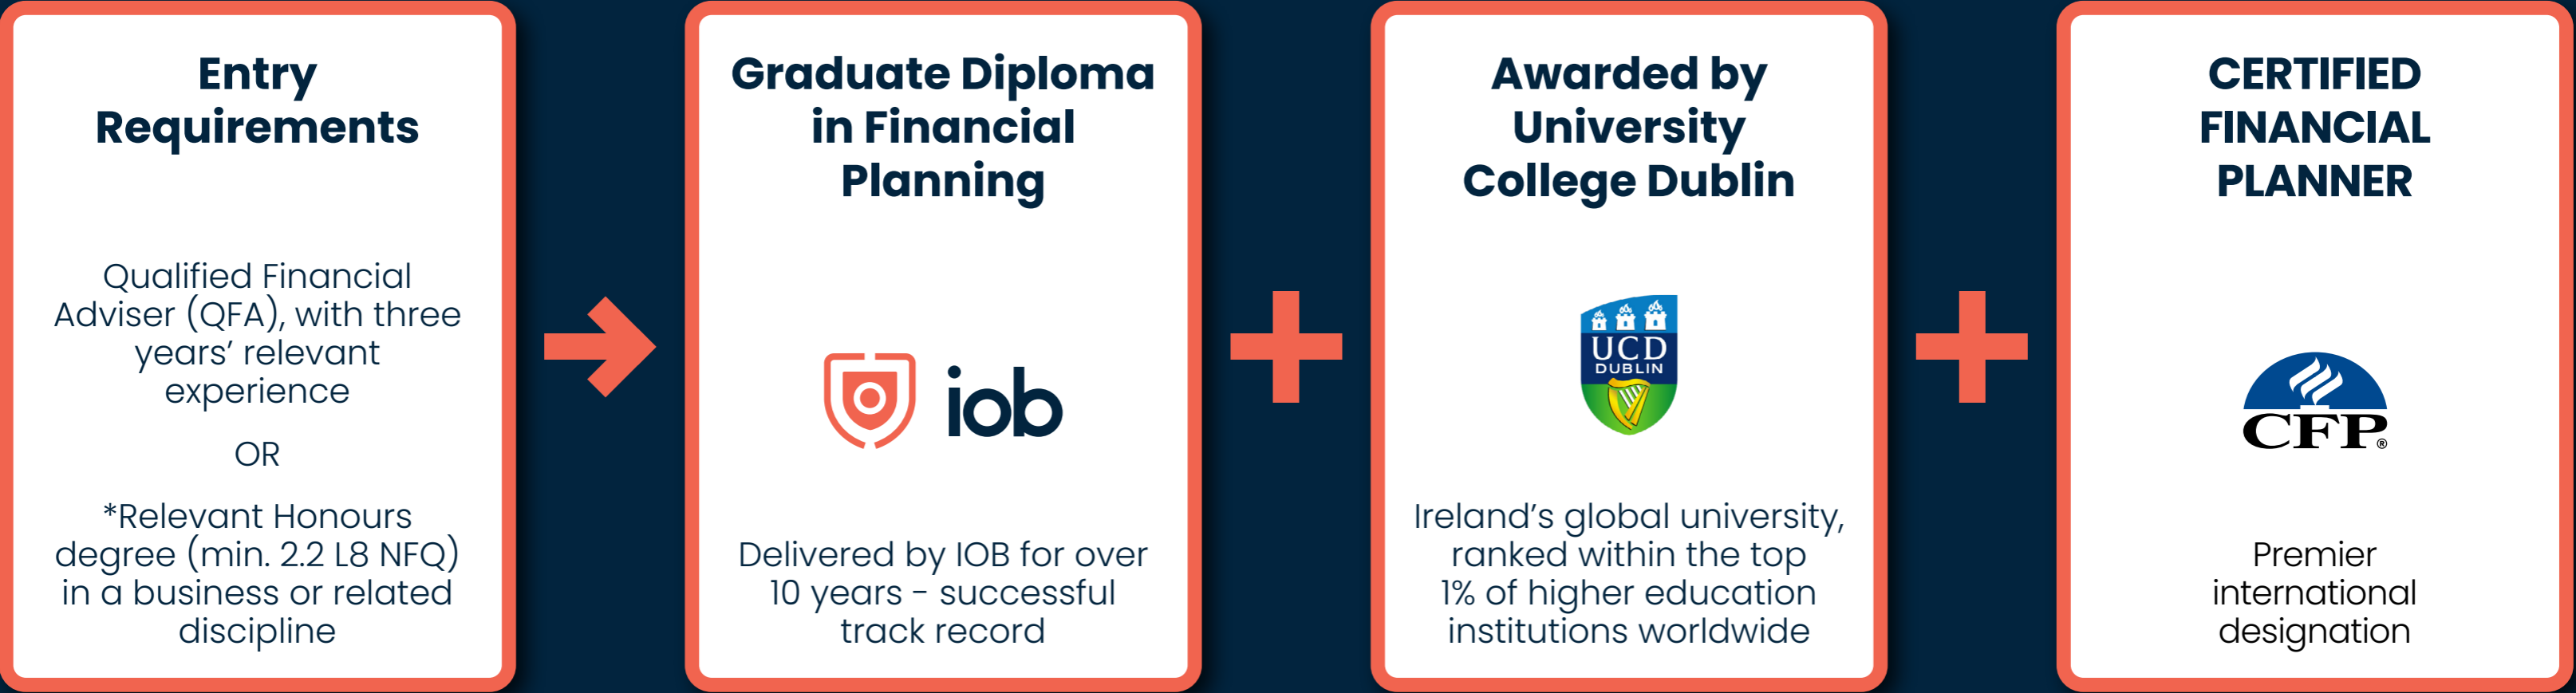 Entry
Requirements
Qualified Financial
Adviser (QFA), with three
years’ relevant
experience
OR
*Relevant Honours
degree (min. 2.2 L8 NFQ)
in a business or related
discipline
Graduate Diploma
in Financial
Planning
iob
Delivered by IOB for over
10 years - successful
track record
Awarded by
University
College Dublin
UCD
DUBLIN
Ireland’s global university,
ranked within the top
1% of higher education
institutions worldwide
CERTIFIED
FINANCIAL
PLANNER
CFP®
Premier
international
designation